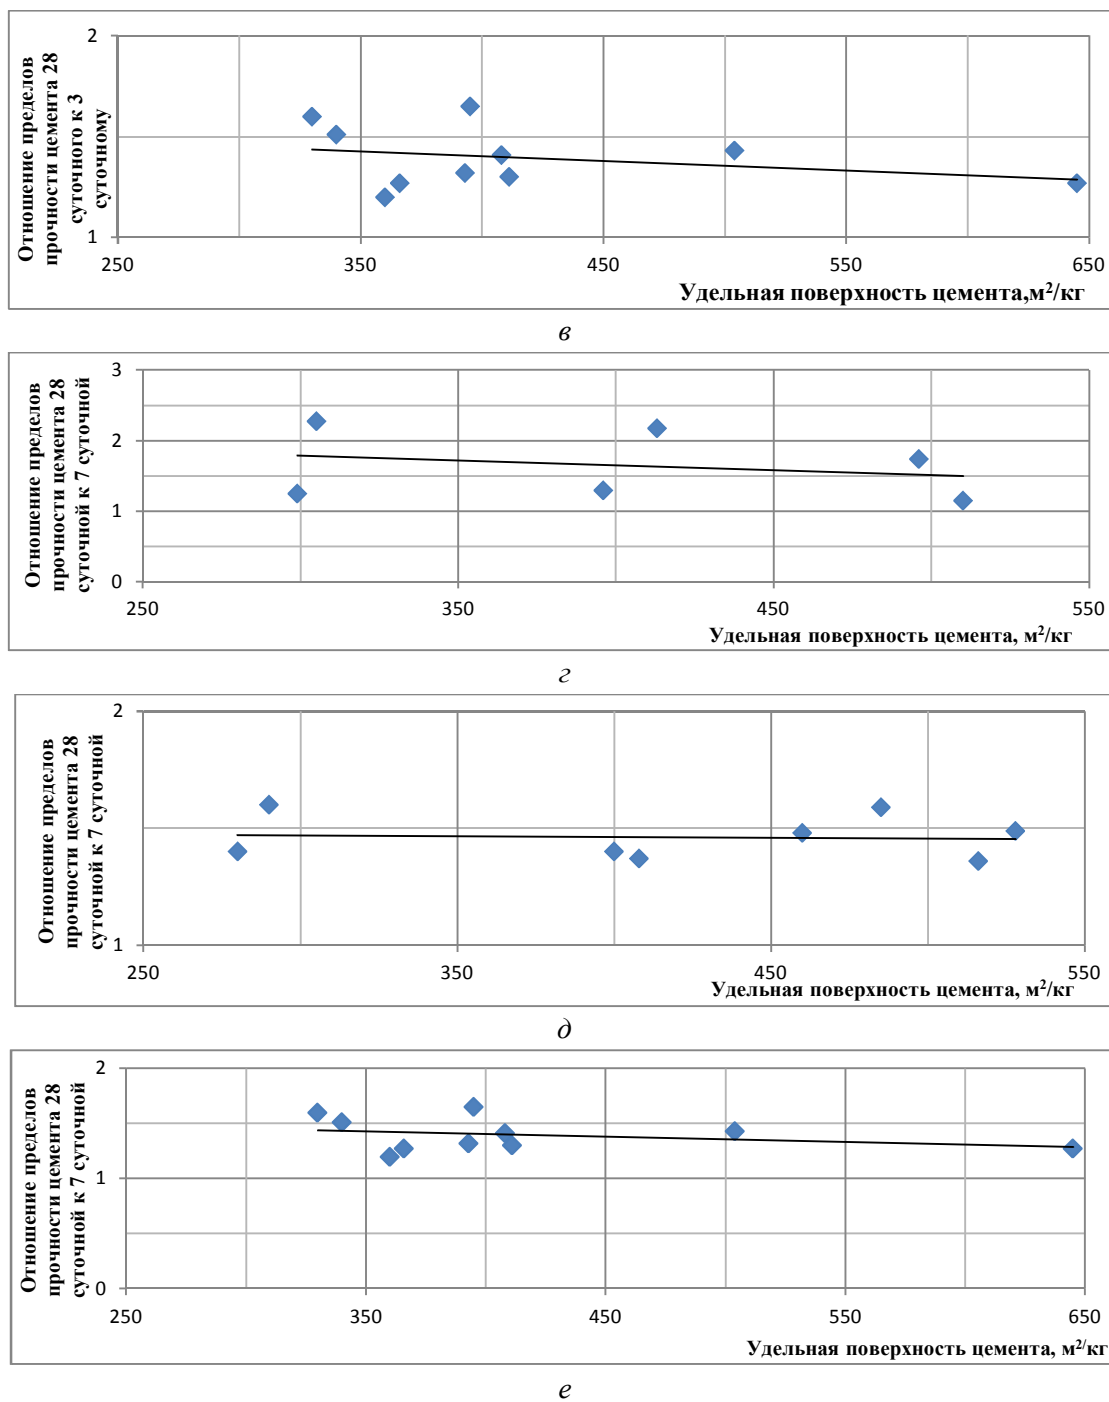 Отношение пределов
прочности цемента 28
суточного к 3
суточному
2
1
250
350
450
550
650
Удельная поверхность цемента,м²/кг
в
Отношение пределов
прочности цемента 28
суточной к 7 суточной
3
2
1
0
250
350
450
550
Удельная поверхность цемента, м²/кг
г
Отношение пределов
прочности цемента 28
суточной к 7 суточной
2
1
250
350
450
550
Удельная поверхность цемента, м²/кг
д
Отношение пределов
прочности цемента 28
суточной к 7 суточной
2
1
0
250
350
450
550
650
Удельная поверхность цемента, м²/кг
е